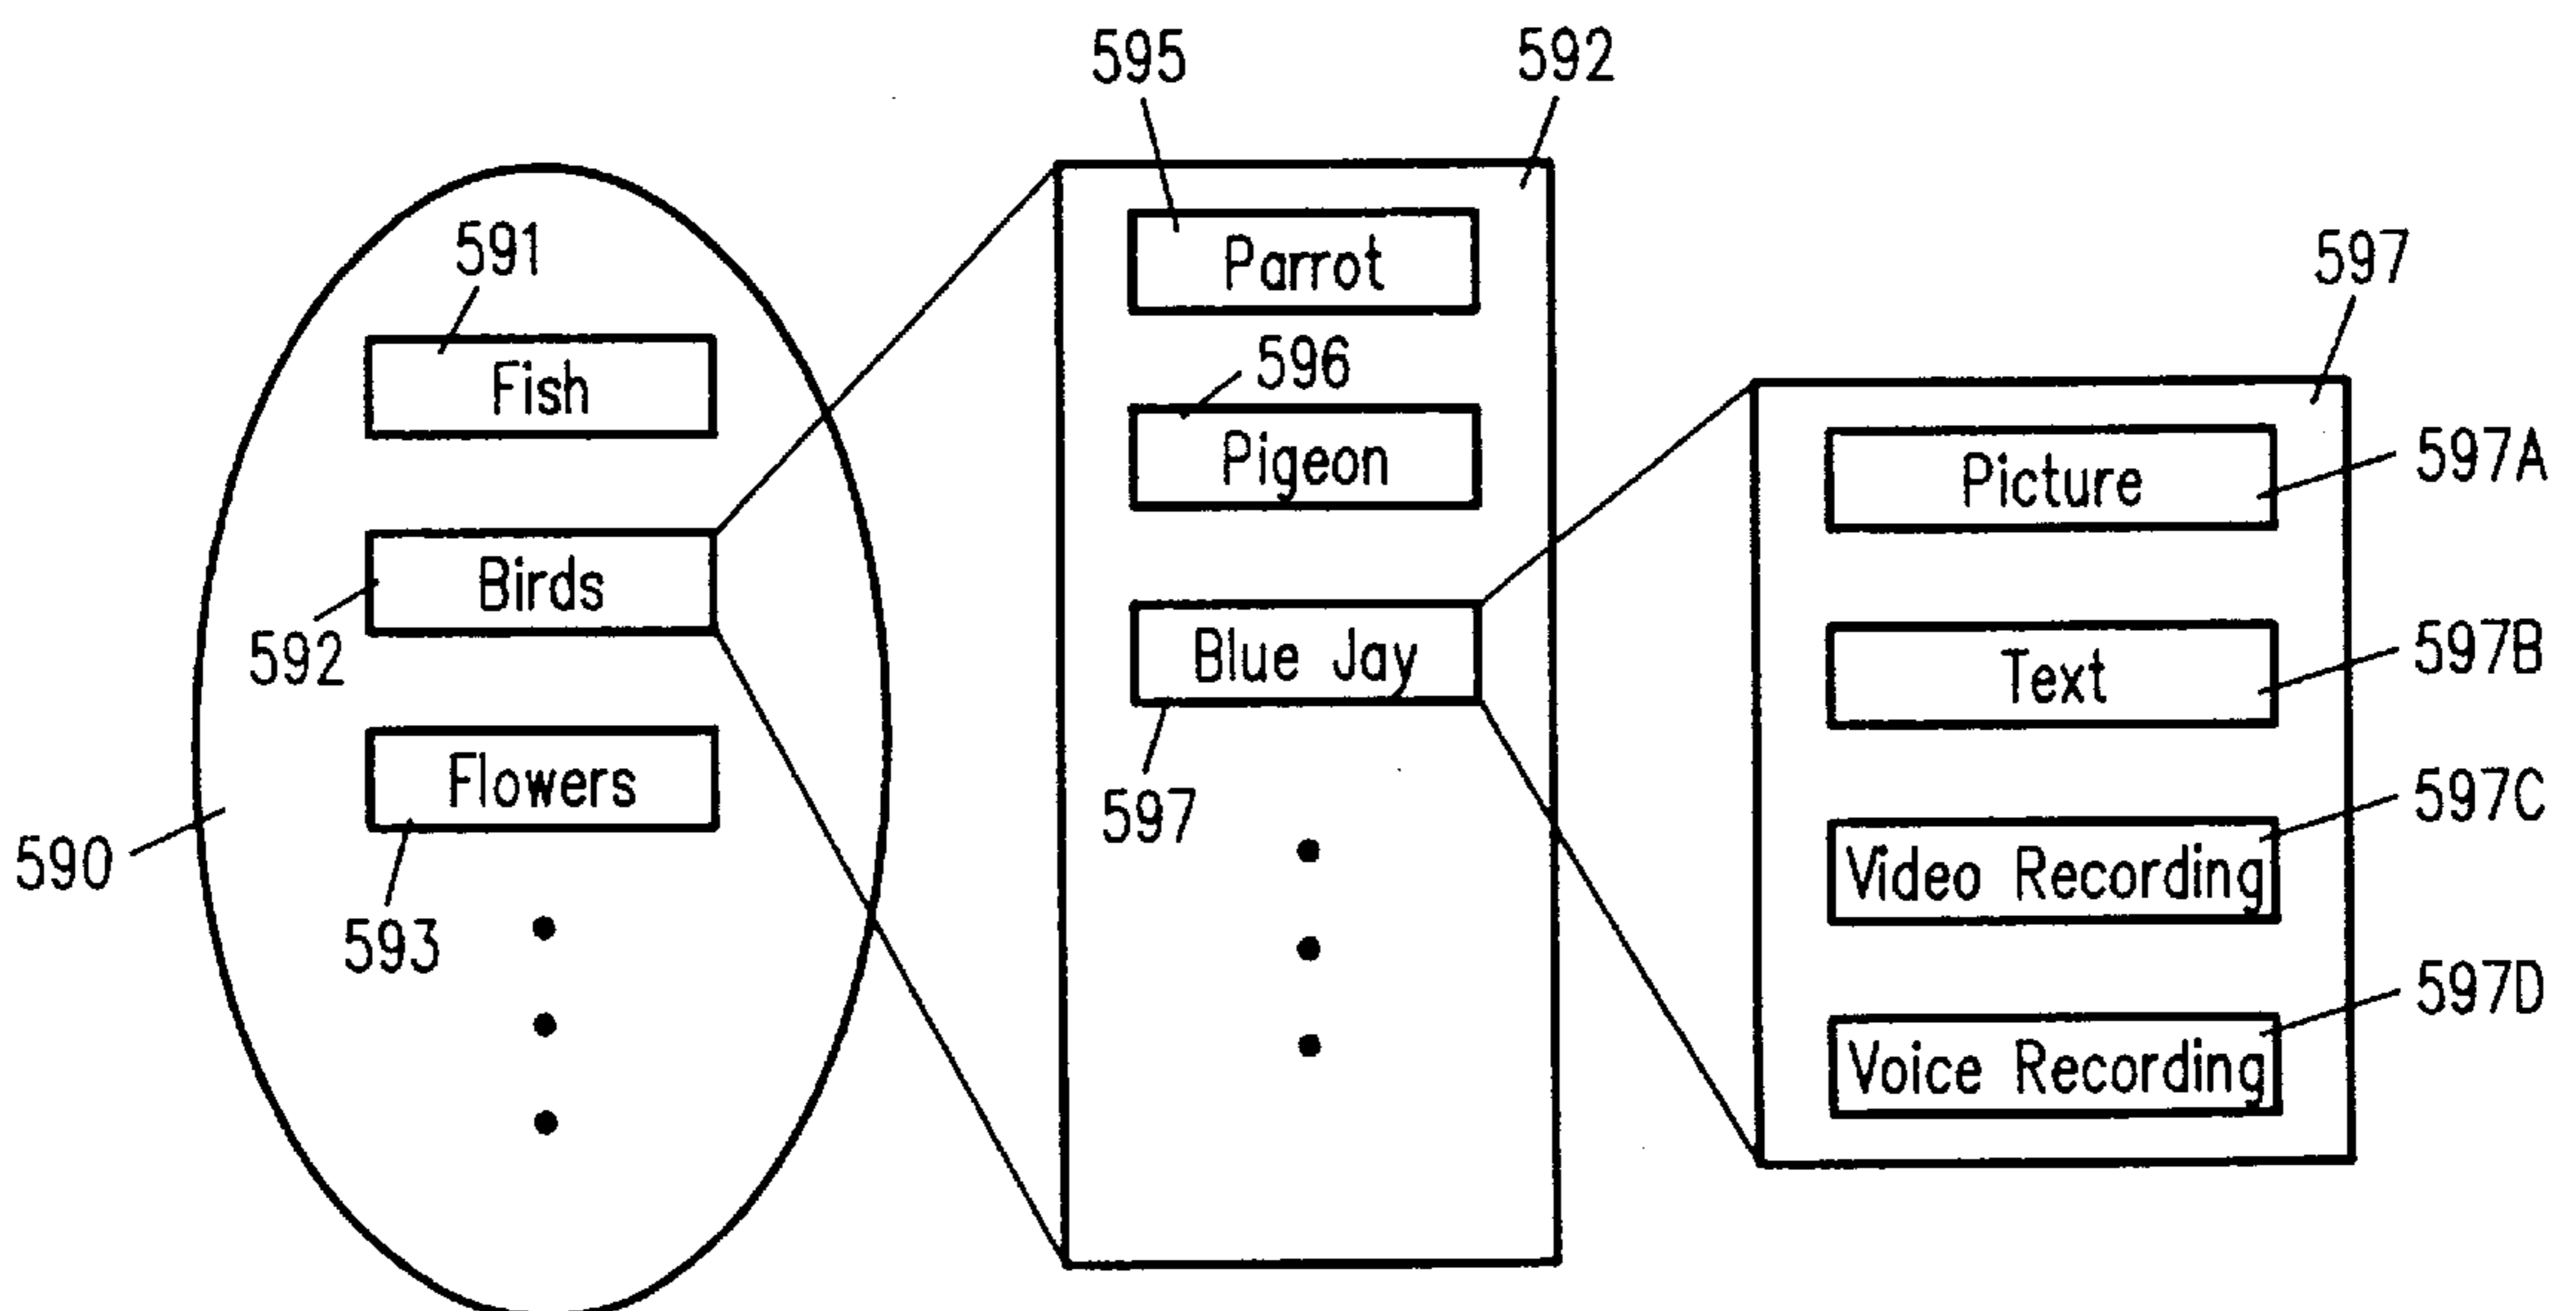 595
592
591
Parrot
597
Fish
596
Picture
597A
Pigeon
Birds
592
Blue Jay
Text
597B
Flowers
597
597C
590
593
Video Recording
597D
Voice Recording